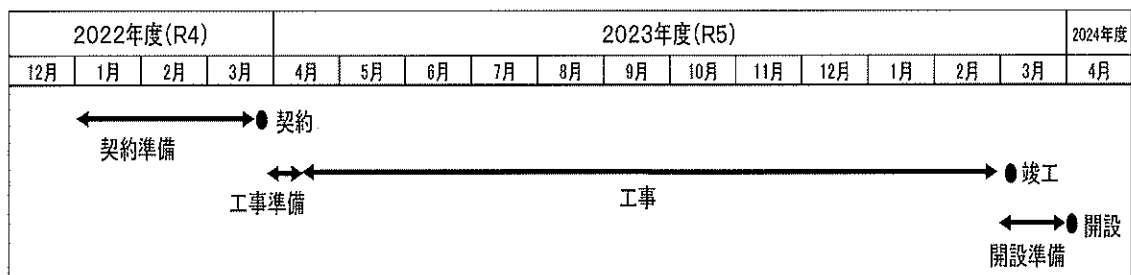 2022年度(R4) 2023年度(R5) 2024年度
12月 1月 2月 3月 4月 5月 6月 7月 8月 9月 10月 11月 12月 1月 2月 3月 4月
契約
契約準備
竣工
工事準備 工事
開設
開設準備